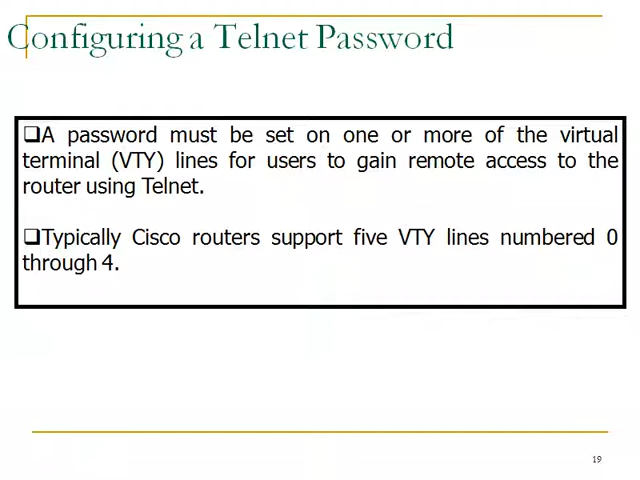 Configuring a Telnet Password
❑A password must be set on one or more of the virtual
terminal (VTY) lines for users to gain remote access to the
router using Telnet.
❑Typically Cisco routers support five VTY lines numbered 0
through 4.
19